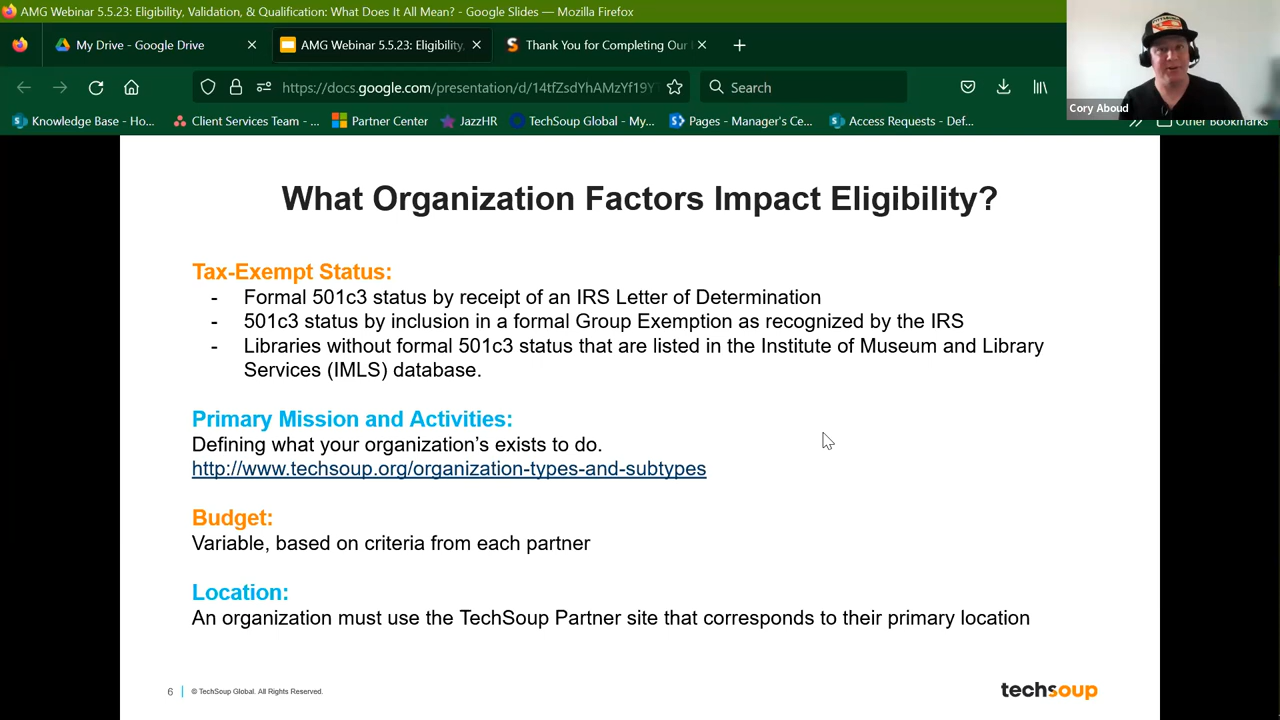 AMG Webinar 5.5.23: Eligibility, Validation, & Qualification: What Does It All Mean? - Google Slides — Mozilla Firefox
My Drive - Google Drive
AMG Webinar 5.5.23: Eligibility,
Thank You for Completing Our
https://docs.google.com/presentation/d/14tfZsdYhAMzYf19Y
Search
Cory Aboud
Knowledge Base - Ho...
Client Services Team - ...
Partner Center
JazzHR
TechSoup Global - My...
Pages - Manager's Ce...
Access Requests - Def...
Other Bookmarks
What Organization Factors Impact Eligibility?
Tax-Exempt Status:
- Formal 501c3 status by receipt of an IRS Letter of Determination
- 501c3 status by inclusion in a formal Group Exemption as recognized by the IRS
- Libraries without formal 501c3 status that are listed in the Institute of Museum and Library
Services (IMLS) database.
Primary Mission and Activities:
Defining what your organization’s exists to do.
http://www.techsoup.org/organization-types-and-subtypes
Budget:
Variable, based on criteria from each partner
Location:
An organization must use the TechSoup Partner site that corresponds to their primary location
6
© TechSoup Global. All Rights Reserved.
techsoup